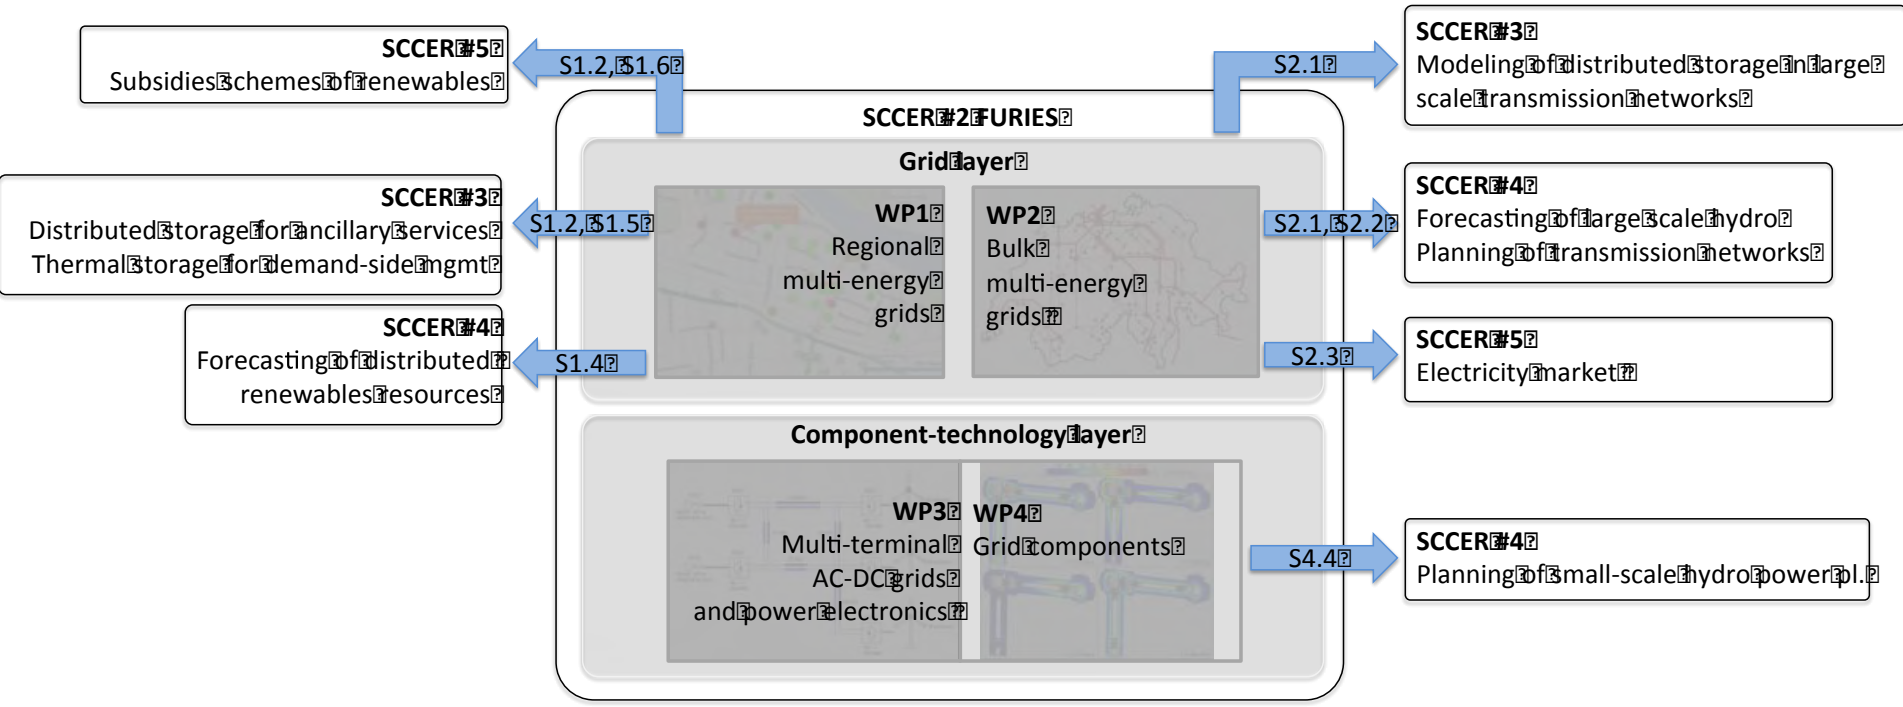 SCCER #5
Subsidies schemes of renewables
S1.2, S1.6
S2.1
SCCER #3
Modeling of distributed storage in large
scale transmission networks
SCCER #2 FURIES
Grid layer
SCCER #3
Distributed storage for ancillary services
Thermal storage for demand-side mgmt
S1.2, S1.5
WP1
Regional
multi-energy
grids
WP2
Bulk
multi-energy
grids
S2.1, S2.2
SCCER #4
Forecasting of large scale hydro
Planning of transmission networks
SCCER #4
Forecasting of distributed
renewables resources
S1.4
S2.3
SCCER #5
Electricity market
Component-technology layer
WP3
Multi-terminal
AC-DC grids
and power electronics
WP4
Grid components
S4.4
SCCER #4
Planning of small-scale hydro power pl.